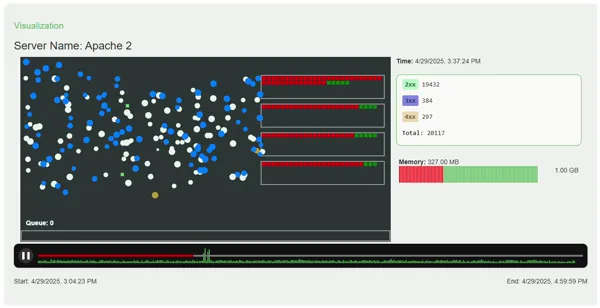 Visualization
Server Name: Apache 2
Time: 4/29/2025, 3:37:24 PM
2xx 19432
3xx 384
4xx 297
Total: 20117
Memory: 327.00 MB
1.00 GB
Queue: 0
Start: 4/29/2025, 3:04:23 PM
End: 4/29/2025, 4:59:59 PM